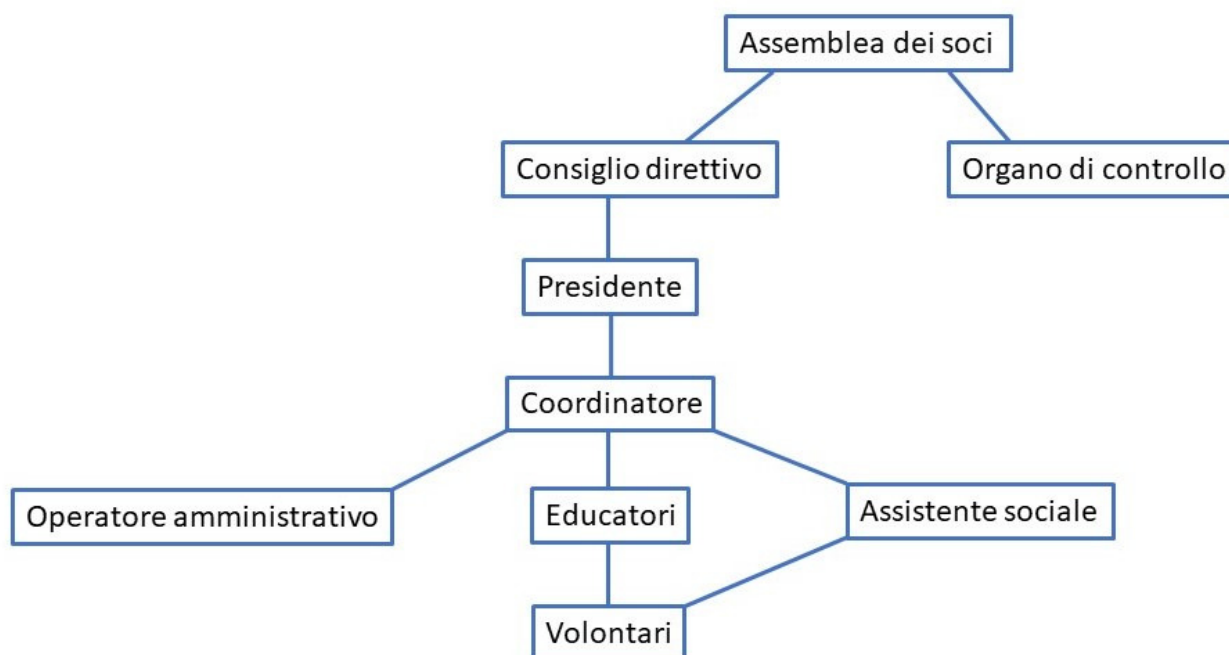 Assemblea dei soci
Consiglio direttivo
Organo di controllo
Presidente
Coordinatore
Operatore amministrativo
Educatori
Assistente sociale
Volontari